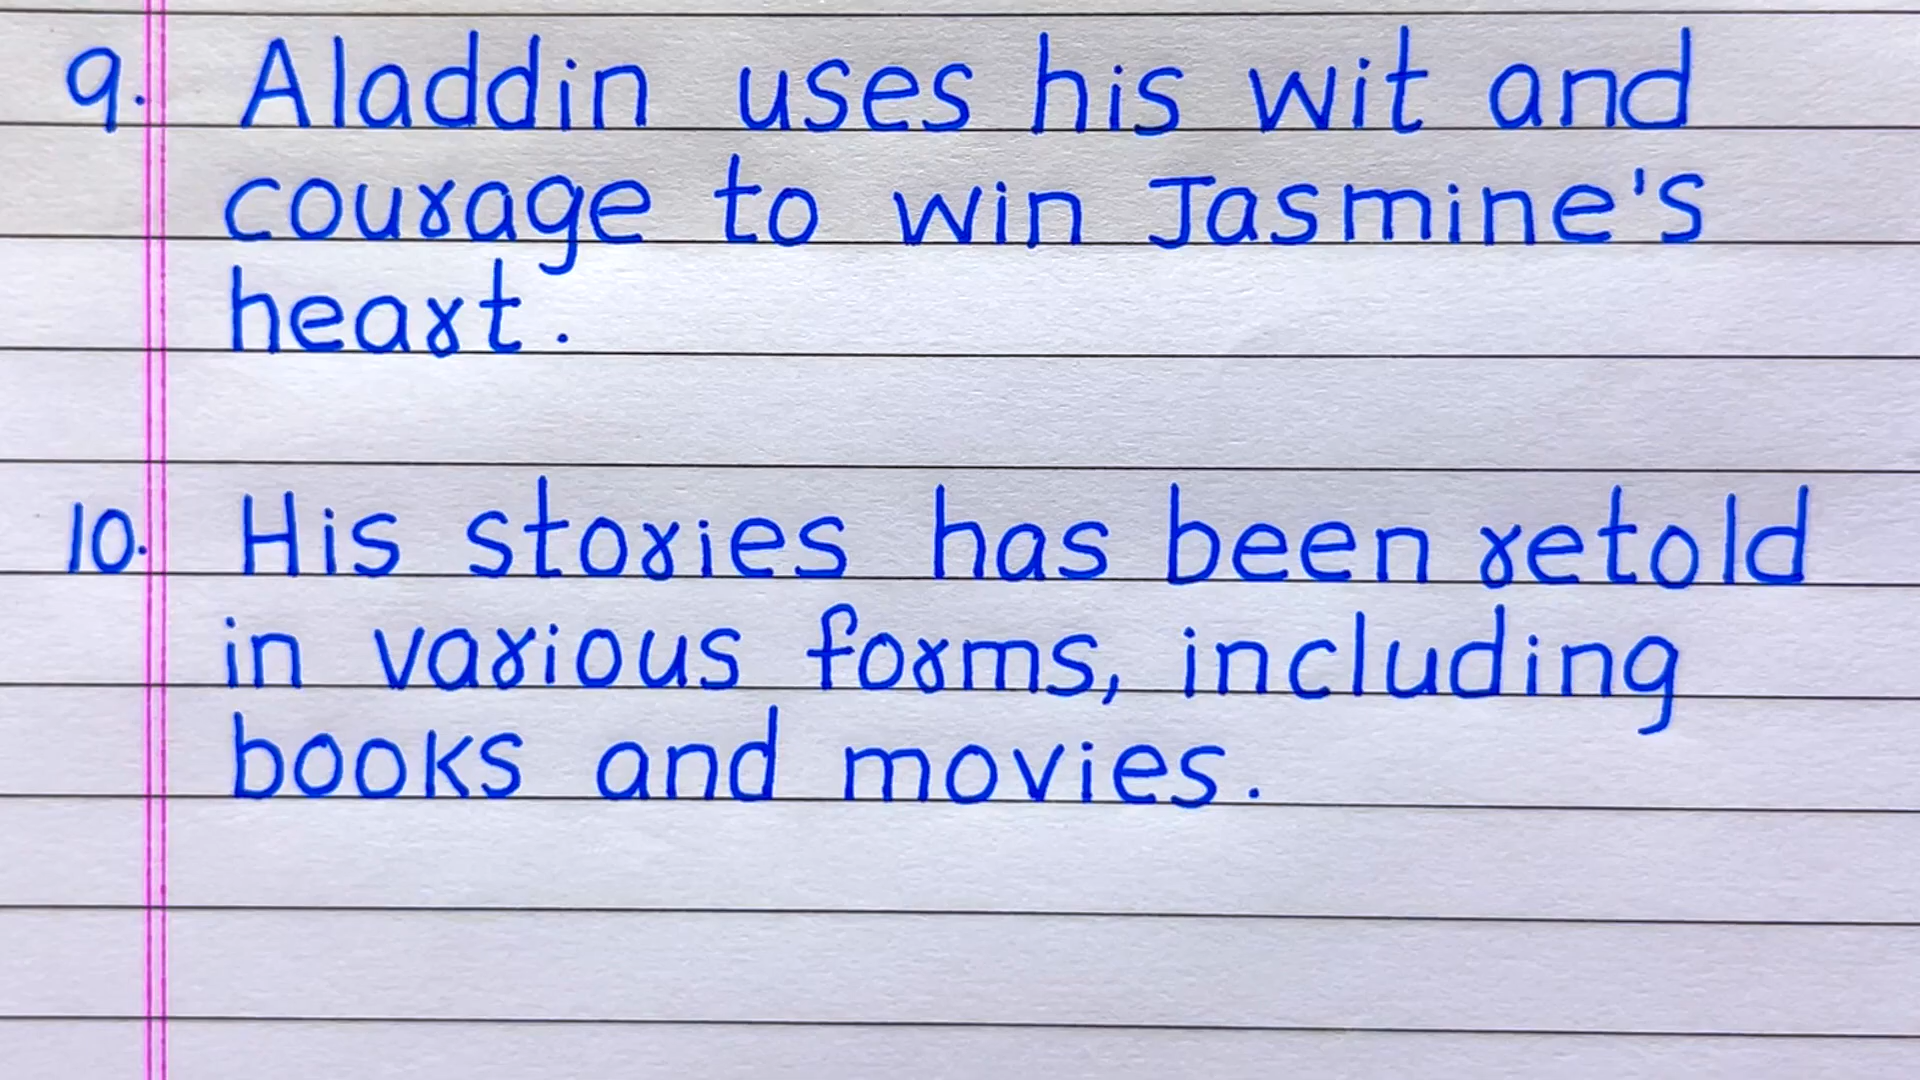 9. Aladdin uses his wit and
courage to win Jasmine's
heart.
10. His stories has been retold
in various forms, including
books and movies.